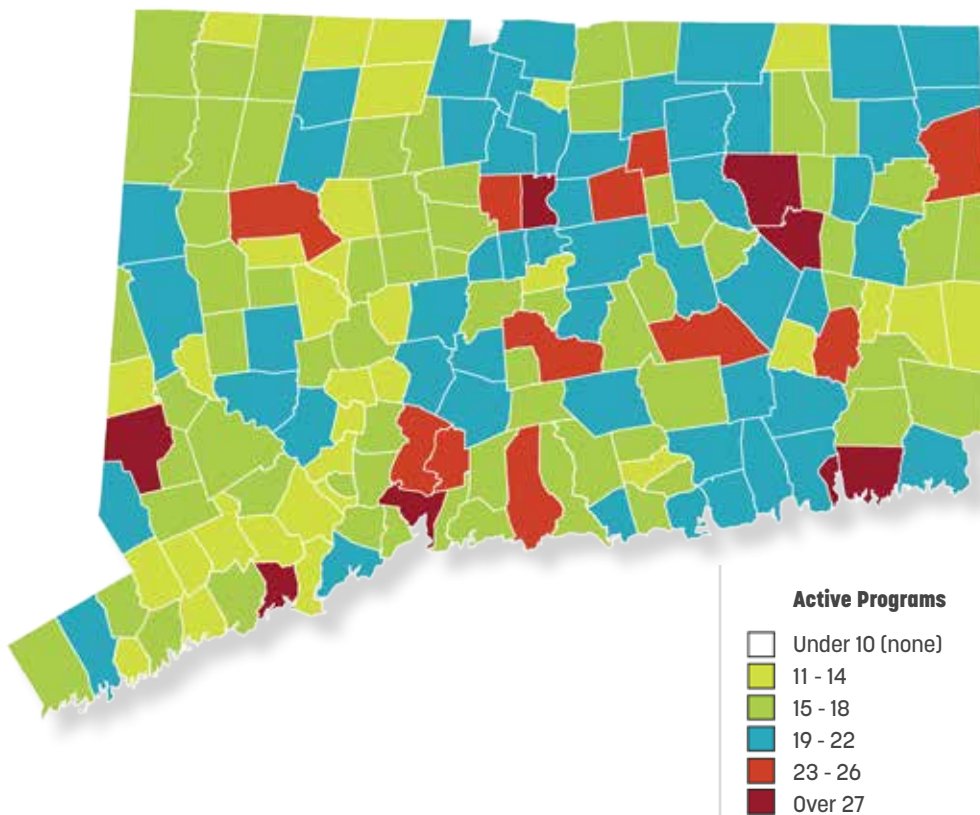 Active Programs
Under 10 (none)
11 - 14
15 - 18
19 - 22
23 - 26
Over 27